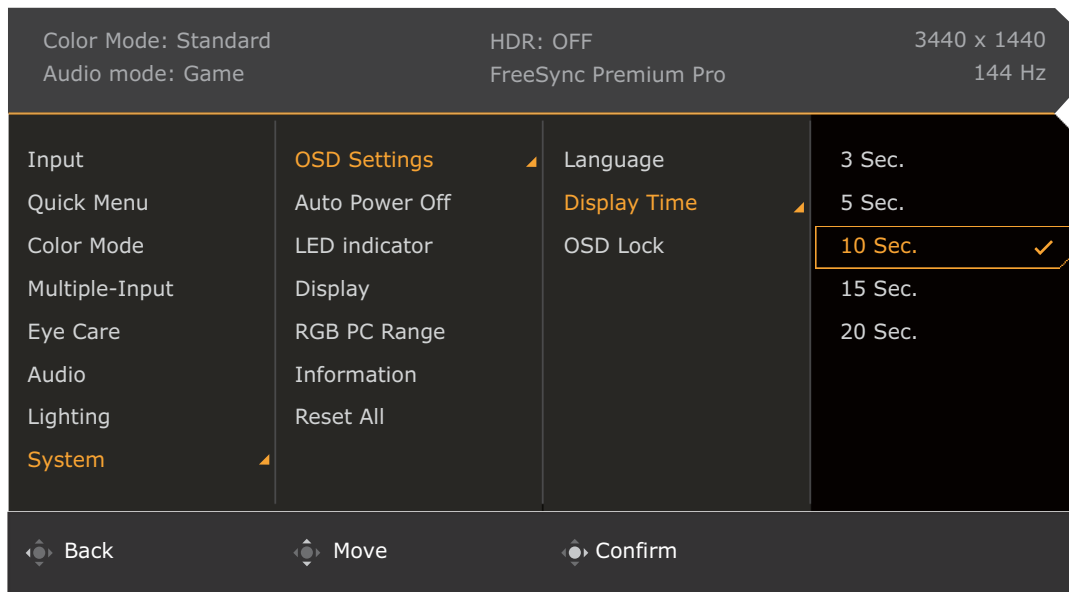 Color Mode: Standard
HDR: OFF
3440 x 1440
Audio mode: Game
FreeSync Premium Pro
144 Hz
Input
Quick Menu
Color Mode
Multiple-Input
Eye Care
Audio
Lighting
System
OSD Settings
Auto Power Off
LED indicator
Display
RGB PC Range
Information
Reset All
Language
Display Time
OSD Lock
3 Sec.
5 Sec.
10 Sec.
15 Sec.
20 Sec.
Back
Move
Confirm